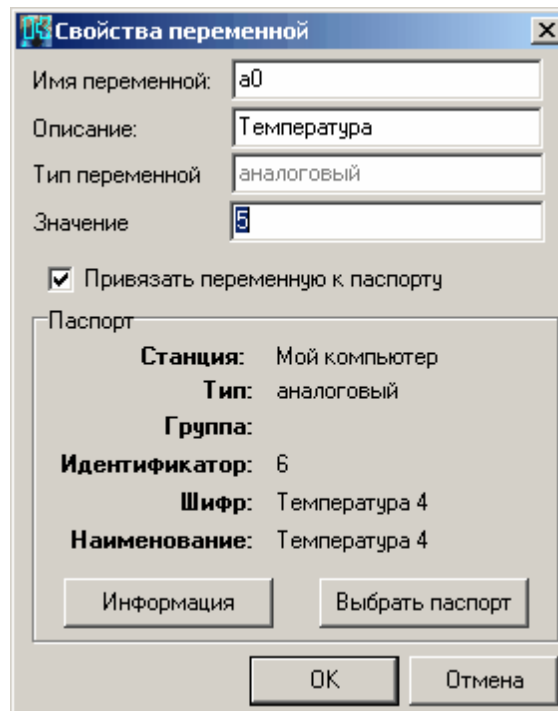 Свойства переменной
Имя переменной: a0
Описание: Температура
Тип переменной аналоговый
Значение 5
Привязать переменную к паспорту
Паспорт
Станция: Мой компьютер
Тип: аналоговый
Группа:
Идентификатор: 6
Шифр: Температура 4
Наименование: Температура 4
Информация Выбрать паспорт
OK Отмена